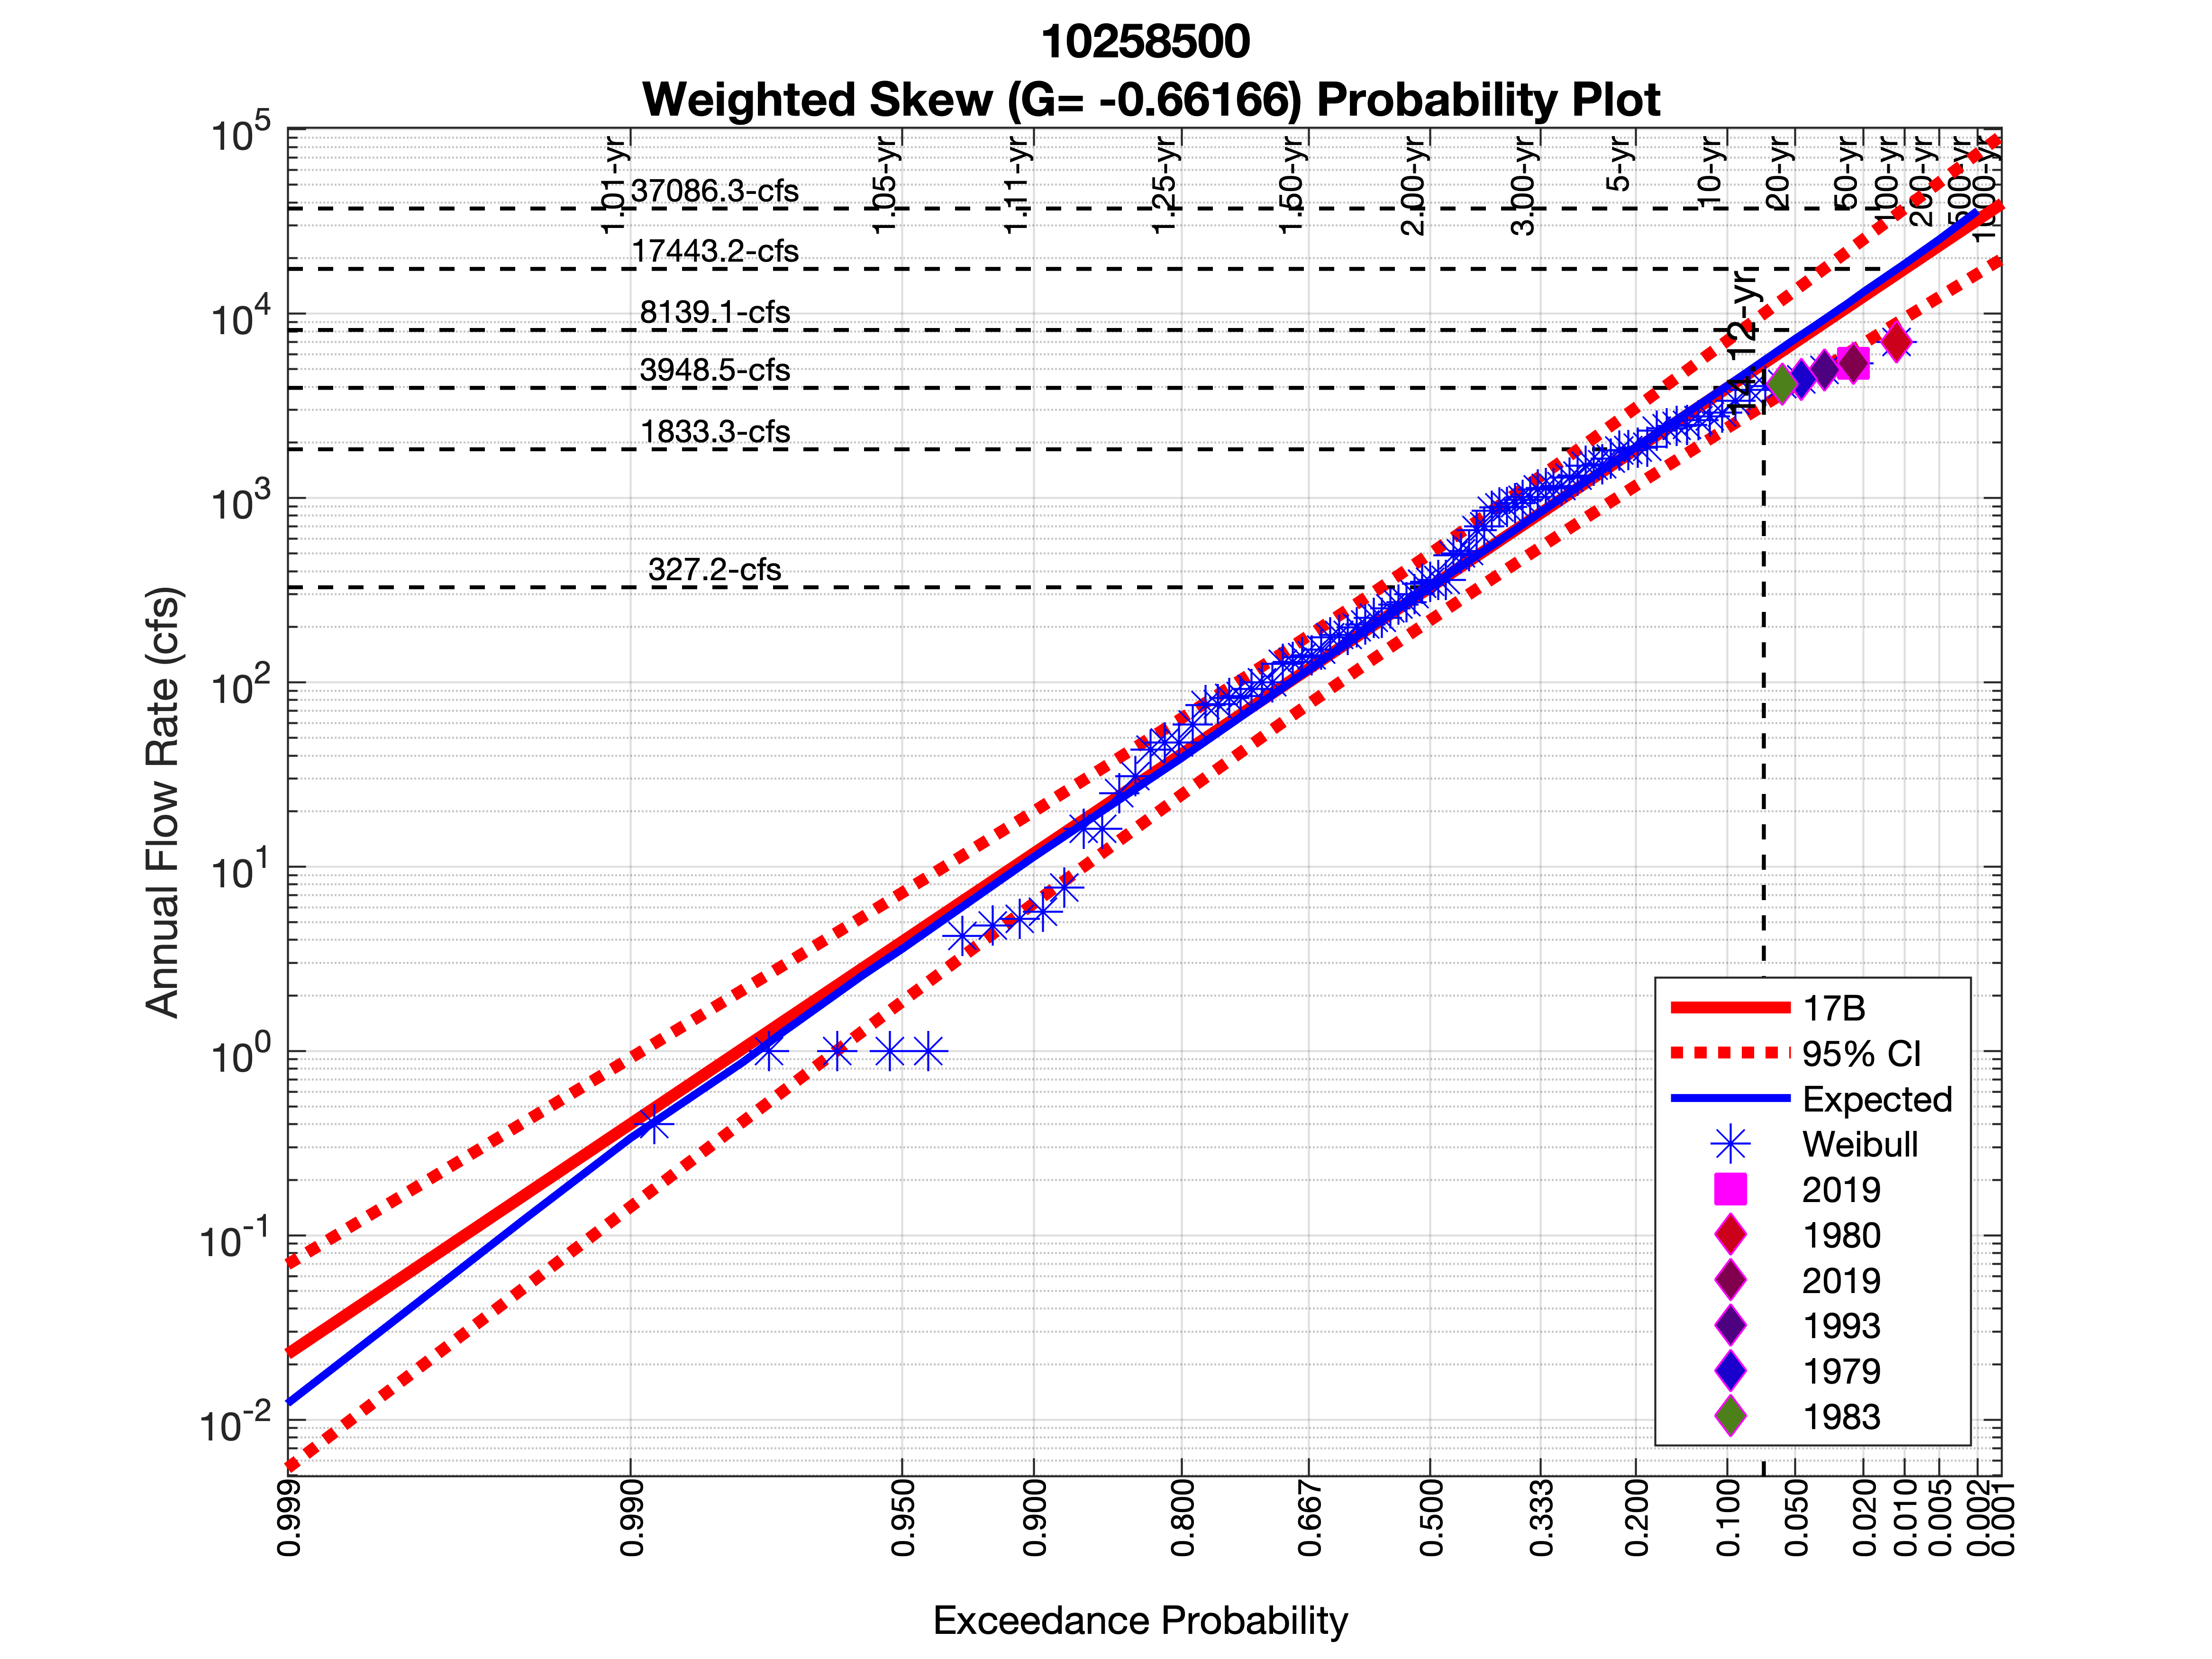 10258500
Weighted Skew (G= -0.66166) Probability Plot
Annual Flow Rate (cfs)
10^5
10^4
10^3
10^2
10^1
10^0
10^-1
10^-2
1.01-yr
1.05-yr
1.11-yr
1.25-yr
1.50-yr
2.00-yr
3.00-yr
5-yr
10-yr
20-yr
50-yr
100-yr
200-yr
500-yr
1000-yr
37086.3-cfs
17443.2-cfs
8139.1-cfs
3948.5-cfs
1833.3-cfs
327.2-cfs
14.12-yr
17B
95% CI
Expected
Weibull
2019
1980
2019
1993
1979
1983
0.999
0.990
0.950
0.900
0.800
0.667
0.500
0.333
0.200
0.100
0.050
0.020
0.010
0.005
0.002
0.001
Exceedance Probability